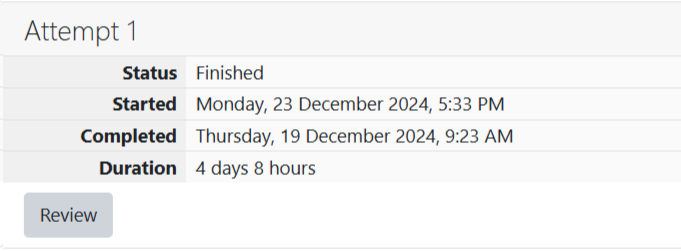 Attempt 1
Status Finished
Started Monday, 23 December 2024, 5:33 PM
Completed Thursday, 19 December 2024, 9:23 AM
Duration 4 days 8 hours
Review